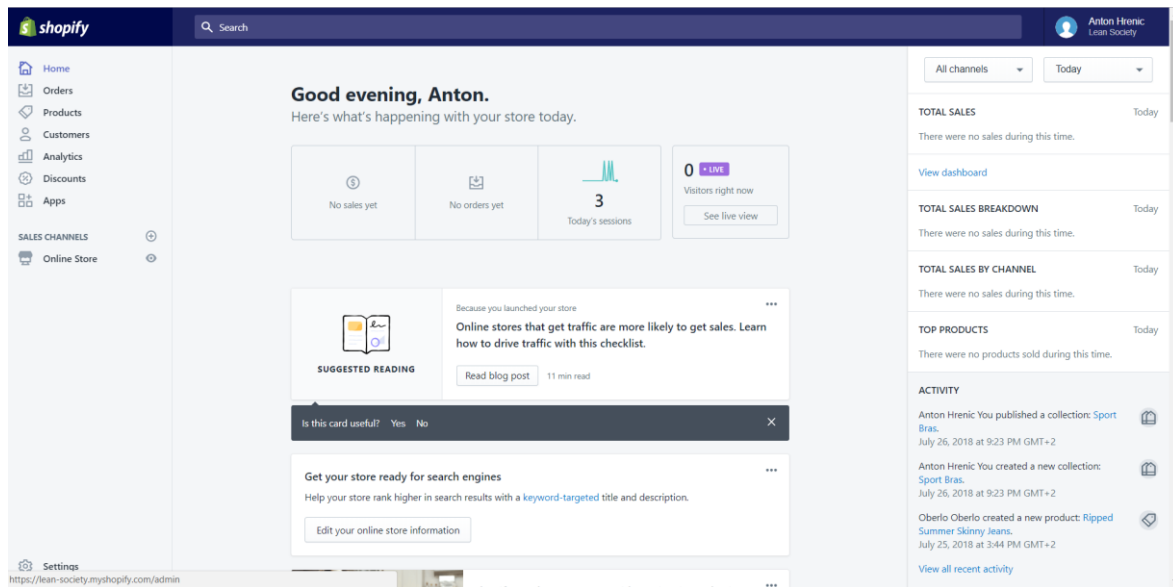 shopify
Search
Anton Hrenic
Lean Society
Home
Orders
Products
Customers
Analytics
Discounts
Apps
SALES CHANNELS
Online Store
Settings
https://lean-society.myshopify.com/admin
Good evening, Anton.
Here's what's happening with your store today.
No sales yet
No orders yet
3
Today's sessions
0 • LIVE
Visitors right now
See live view
SUGGESTED READING
Because you launched your store
Online stores that get traffic are more likely to get sales. Learn
how to drive traffic with this checklist.
Read blog post 11 min read
Is this card useful? Yes No
Get your store ready for search engines
Help your store rank higher in search results with a keyword-targeted title and description.
Edit your online store information
All channels
Today
TOTAL SALES Today
There were no sales during this time.
View dashboard
TOTAL SALES BREAKDOWN Today
There were no sales during this time.
TOTAL SALES BY CHANNEL Today
There were no sales during this time.
TOP PRODUCTS Today
There were no products sold during this time.
ACTIVITY
Anton Hrenic You published a collection: Sport
Bras.
July 26, 2018 at 9:23 PM GMT+2
Anton Hrenic You created a new collection:
Sport Bras.
July 26, 2018 at 9:23 PM GMT+2
Oberlo Oberlo created a new product: Ripped
Summer Skinny Jeans.
July 25, 2018 at 3:44 PM GMT+2
View all recent activity